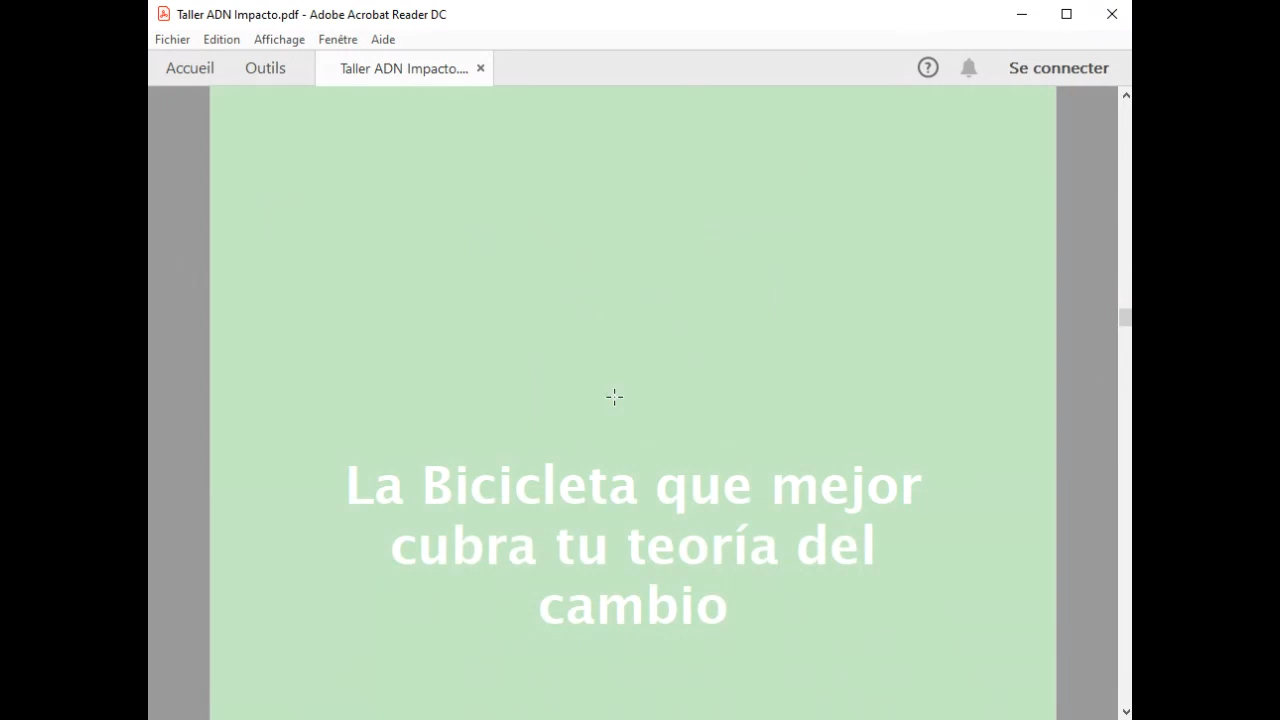 Taller ADN Impacto.pdf - Adobe Acrobat Reader DC
Fichier Edition Affichage Fenêtre Aide
Accueil Outils Taller ADN Impacto.... × ? Se connecter
La Bicicleta que mejor
cubra tu teoría del
cambio